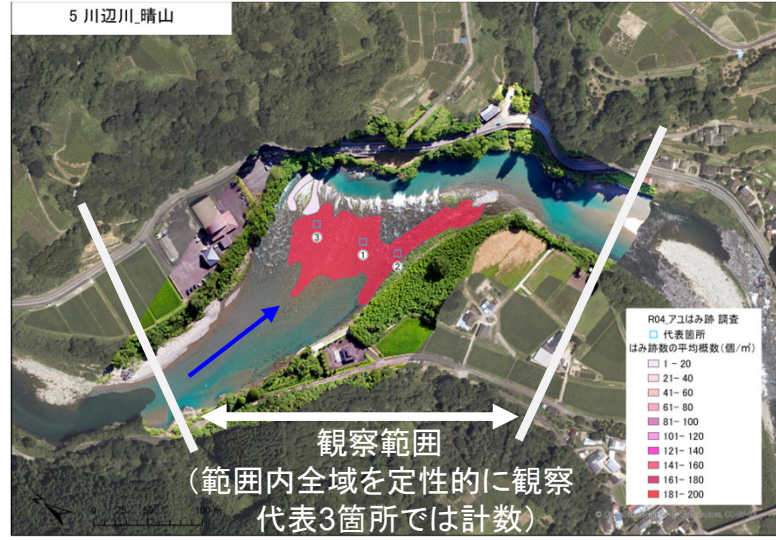 5 川辺川_晴山
③
①
②
R04_アユはみ跡 調査
代表箇所
はみ跡数の平均概数(個/㎡)
1 - 20
21- 40
41- 60
61- 80
81- 100
101- 120
121- 140
141- 160
161- 180
181- 200
観察範囲
(範囲内全域を定性的に観察
代表3箇所では計数)
0 25 50 100 m